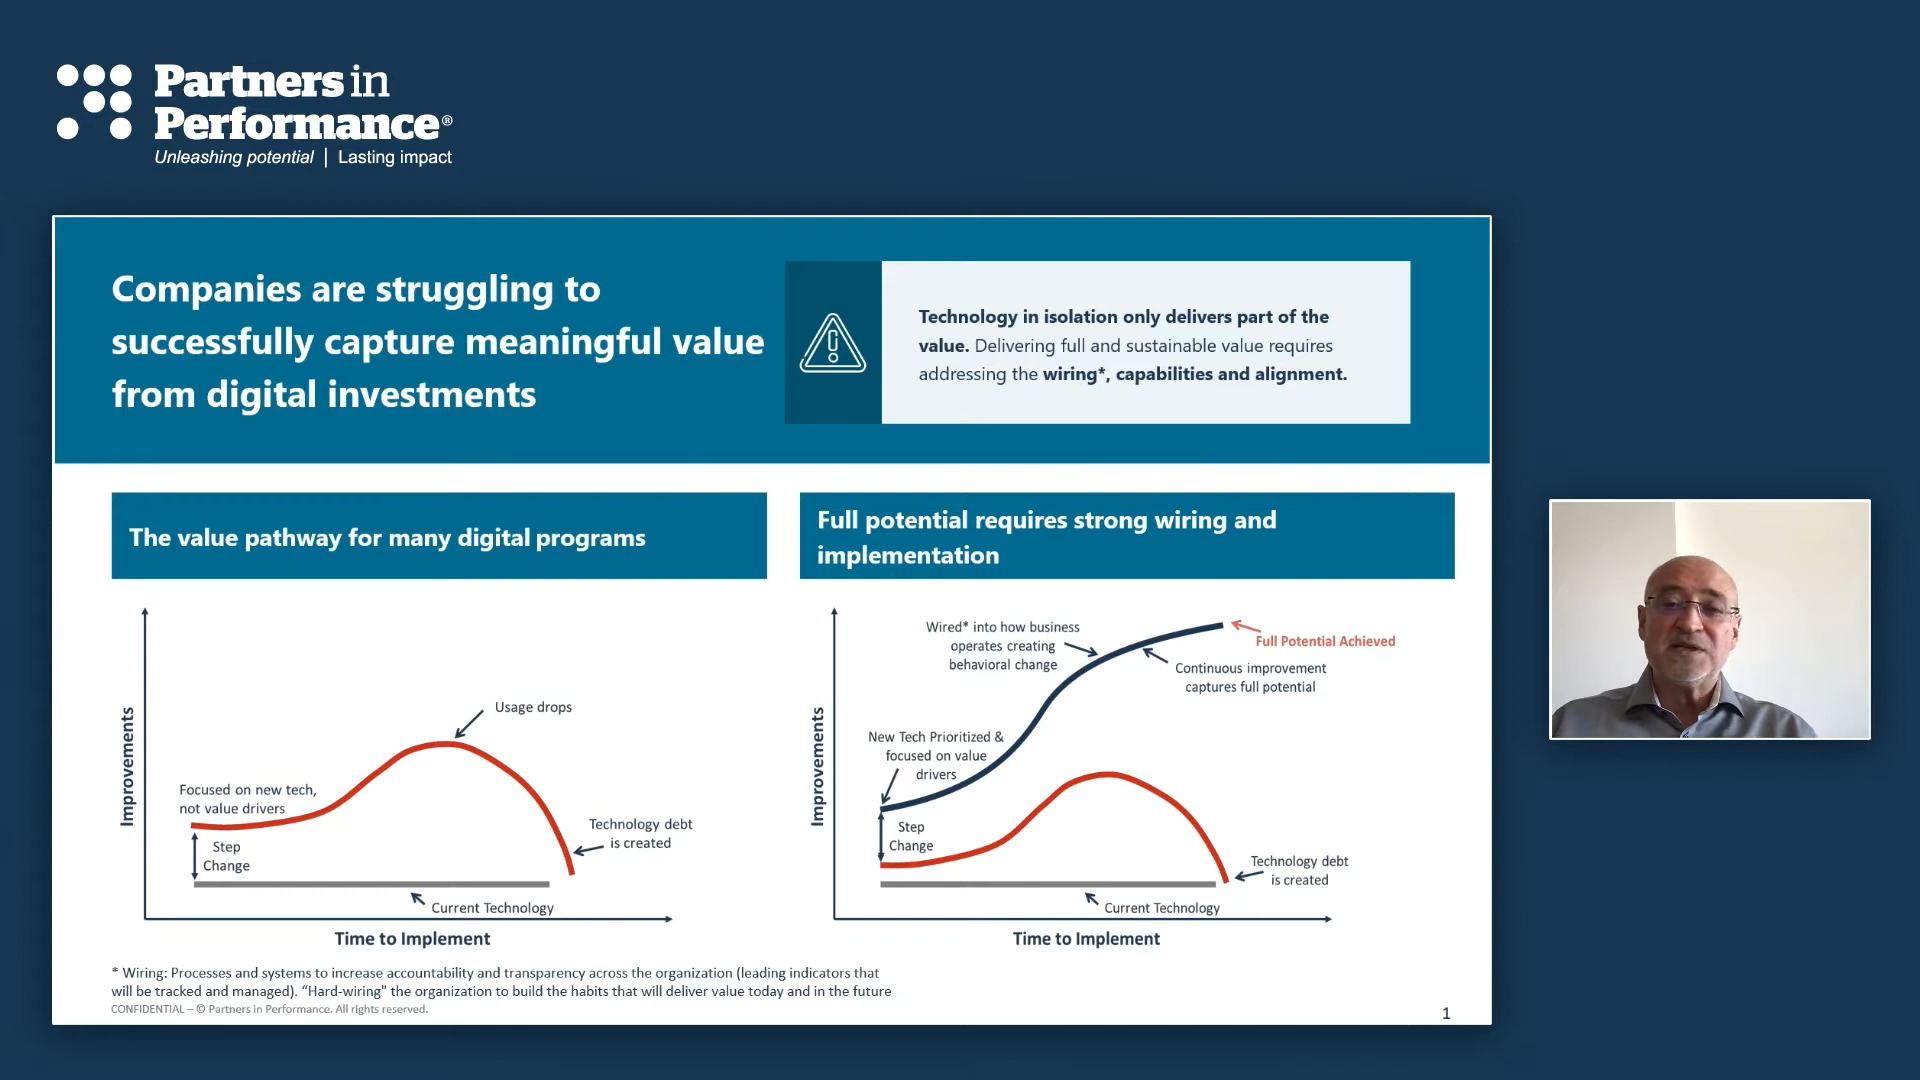 Partners in
Performance®
Unleashing potential | Lasting impact
Companies are struggling to
successfully capture meaningful value
from digital investments
Technology in isolation only delivers part of the
value. Delivering full and sustainable value requires
addressing the wiring*, capabilities and alignment.
The value pathway for many digital programs
Improvements
Focused on new tech,
not value drivers
Step
Change
Usage drops
Technology debt
is created
Current Technology
Time to Implement
Full potential requires strong wiring and
implementation
Improvements
Wired* into how business
operates creating
behavioral change
Full Potential Achieved
Continuous improvement
captures full potential
New Tech Prioritized &
focused on value
drivers
Step
Change
Technology debt
is created
Current Technology
Time to Implement
* Wiring: Processes and systems to increase accountability and transparency across the organization (leading indicators that
will be tracked and managed). “Hard-wiring" the organization to build the habits that will deliver value today and in the future
CONFIDENTIAL – © Partners in Performance. All rights reserved.
1